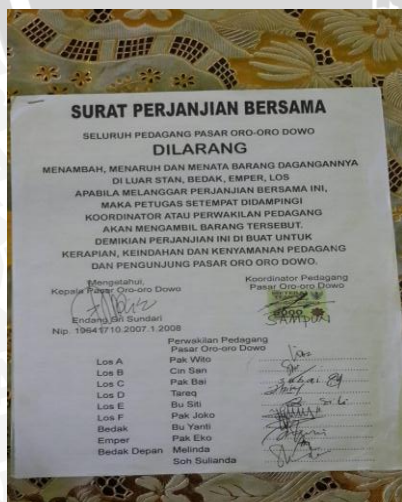 SURAT PERJANJIAN BERSAMA
SELURUH PEDAGANG PASAR ORO-ORO DOWO
DILARANG
MENAMBAH, MENARUH DAN MENATA BARANG DAGANGANNYA
DI LUAR STAN, BEDAK, EMPER, LOS
APABILA MELANGGAR PERJANJIAN BERSAMA INI,
MAKA PETUGAS SETEMPAT DIDAMPINGI
KOORDINATOR ATAU PERWAKILAN PEDAGANG
AKAN MENGAMBIL BARANG TERSEBUT.
DEMIKIAN PERJANJIAN INI DI BUAT UNTUK
KERAPIAN, KEINDAHAN DAN KENYAMANAN PEDAGANG
DAN PENGUNJUNG PASAR ORO-ORO DOWO.
Mengetahui,
Kepala Pasar Oro-oro Dowo
Endang Sri Sundari
Nip. 19641710.2007.1.2008
Koordinator Pedagang
Pasar Oro-oro Dowo
SAMPUN
Perwakilan Pedagang
Pasar Oro-oro Dowo
Los A Pak Wito
Los B Cin San
Los C Pak Bai
Los D Tareq
Los E Bu Siti
Los F Pak Joko
Bedak Bu Yanti
Emper Pak Eko
Bedak Depan Melinda
Soh Sulianda